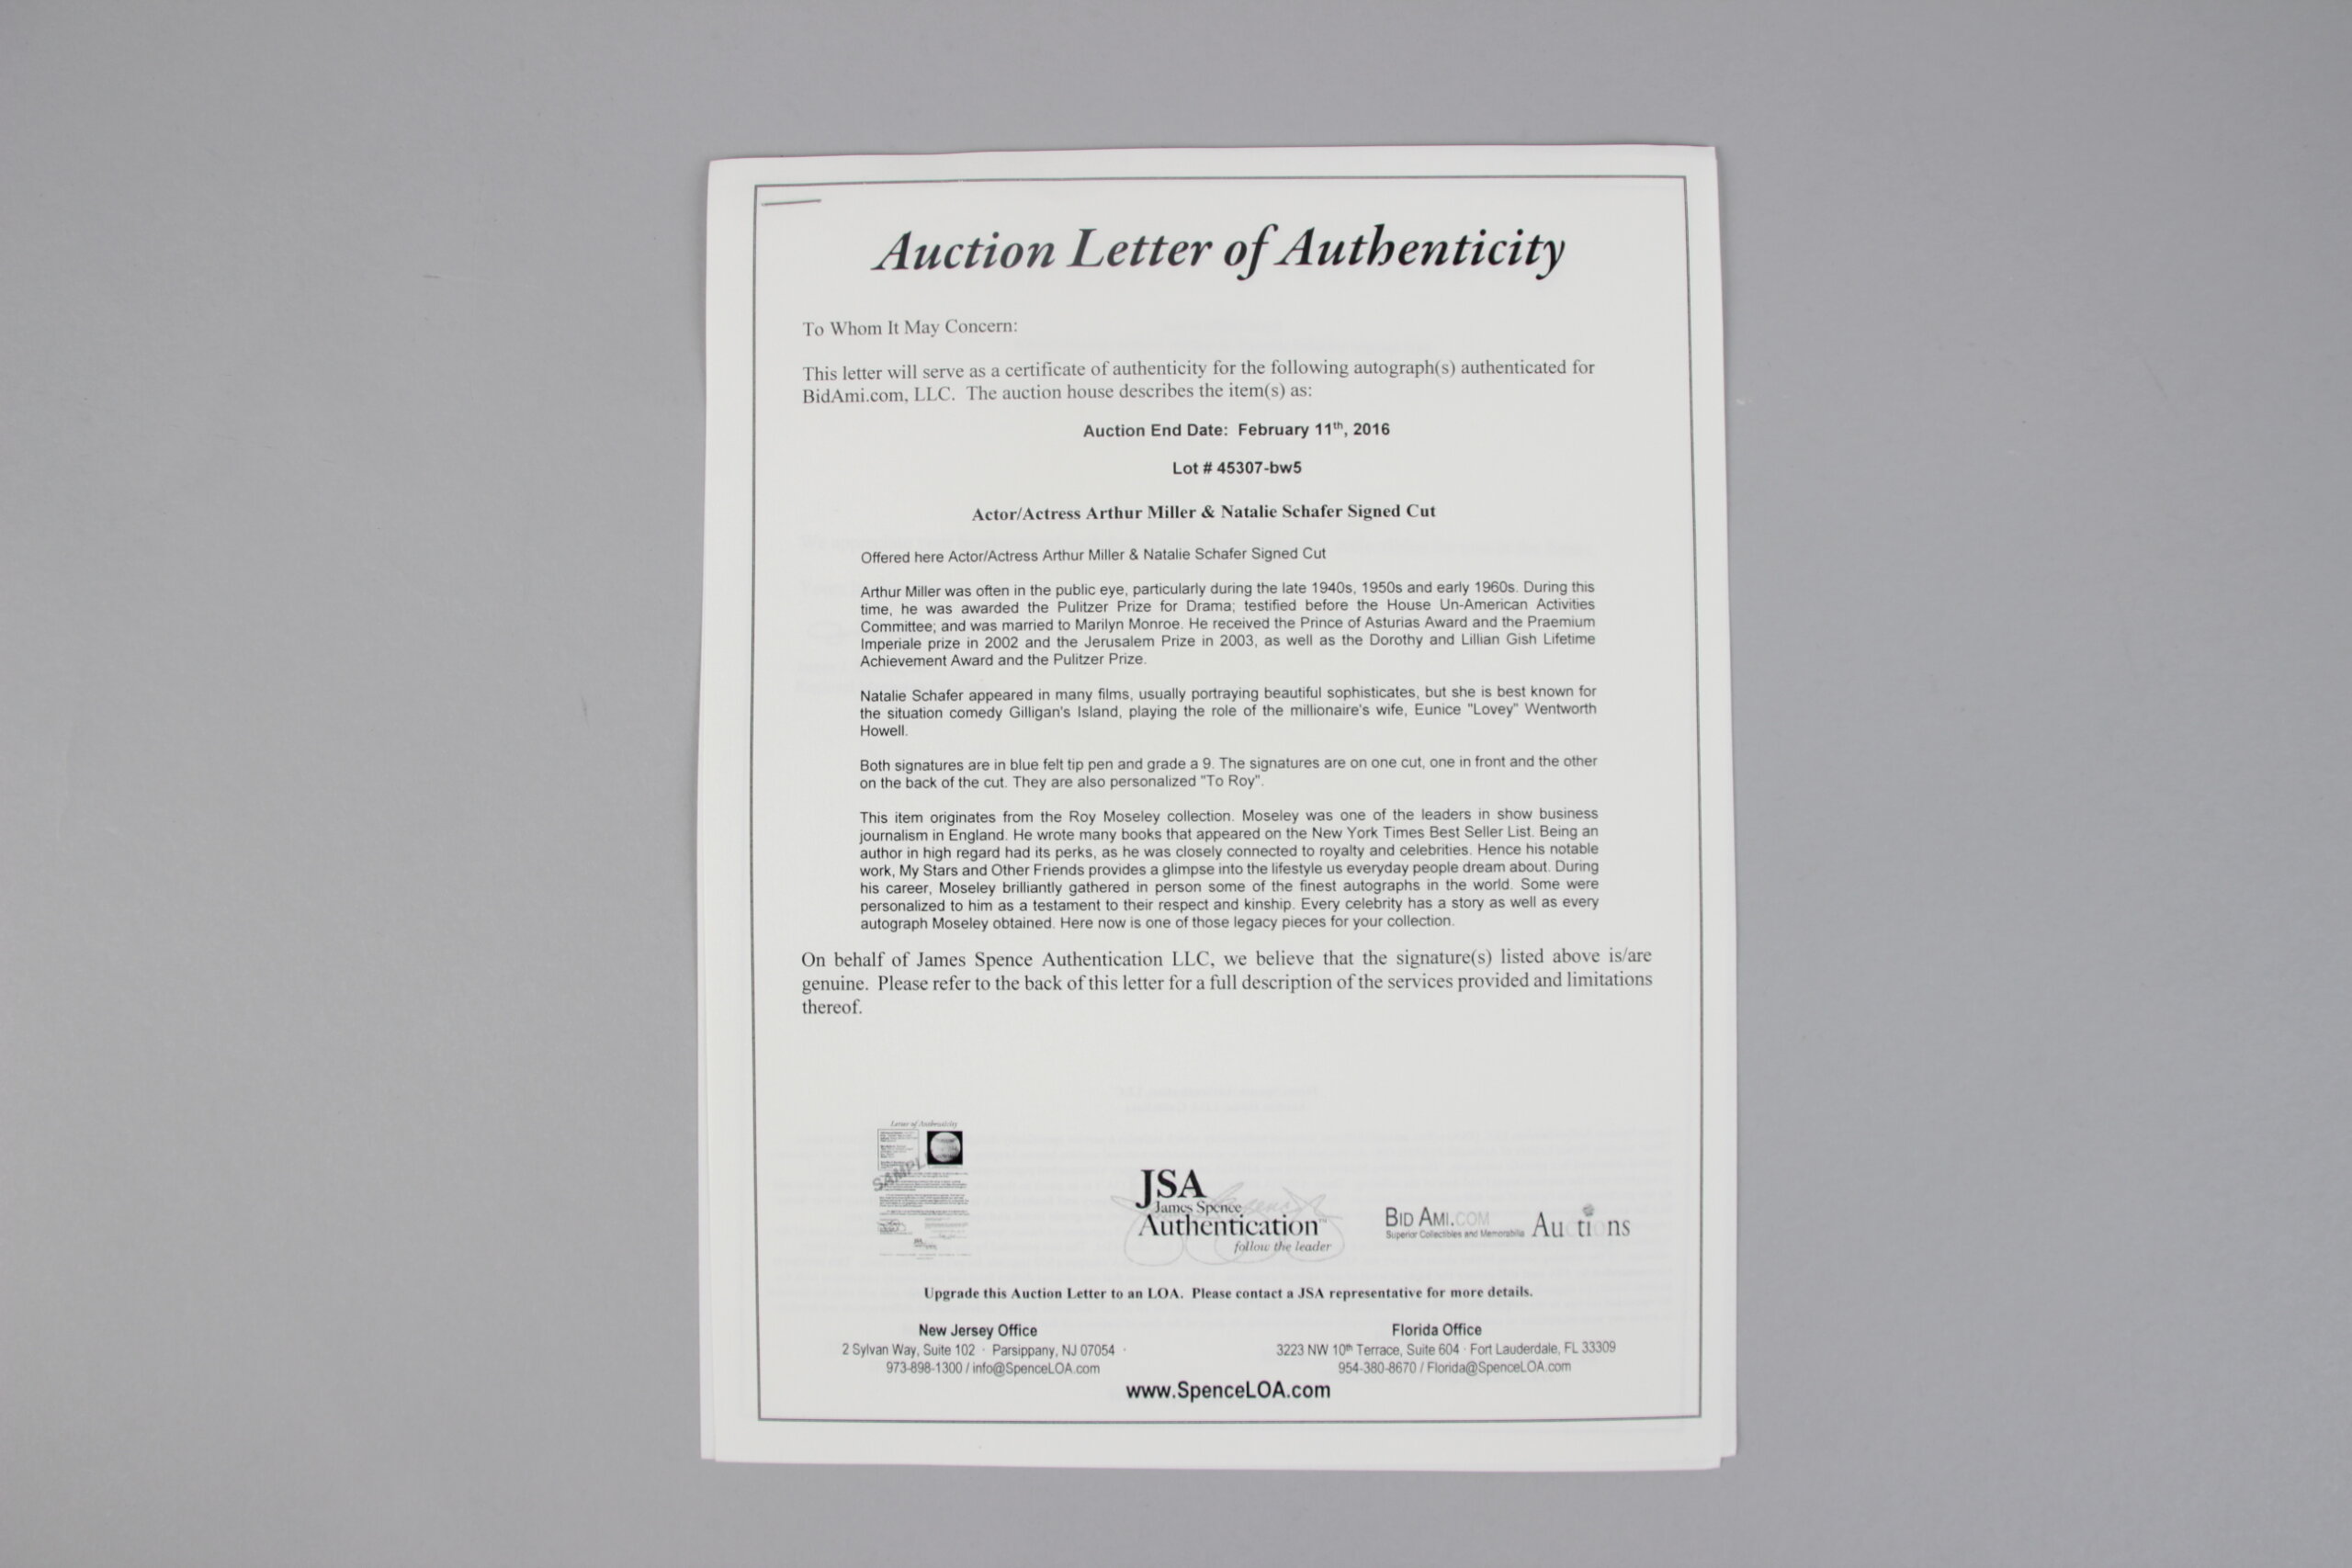 Auction Letter of Authenticity
To Whom It May Concern:
This letter will serve as a certificate of authenticity for the following autograph(s) authenticated for
BidAmi.com, LLC. The auction house describes the item(s) as:
Auction End Date: February 11th, 2016
Lot # 45307-bw5
Actor/Actress Arthur Miller & Natalie Schafer Signed Cut
Offered here Actor/Actress Arthur Miller & Natalie Schafer Signed Cut
Arthur Miller was often in the public eye, particularly during the late 1940s, 1950s and early 1960s. During this
time, he was awarded the Pulitzer Prize for Drama; testified before the House Un-American Activities
Committee; and was married to Marilyn Monroe. He received the Prince of Asturias Award and the Praemium
Imperiale prize in 2002 and the Jerusalem Prize in 2003, as well as the Dorothy and Lillian Gish Lifetime
Achievement Award and the Pulitzer Prize.
Natalie Schafer appeared in many films, usually portraying beautiful sophisticates, but she is best known for
the situation comedy Gilligan's Island, playing the role of the millionaire's wife, Eunice "Lovey" Wentworth
Howell.
Both signatures are in blue felt tip pen and grade a 9. The signatures are on one cut, one in front and the other
on the back of the cut. They are also personalized "To Roy".
This item originates from the Roy Moseley collection. Moseley was one of the leaders in show business
journalism in England. He wrote many books that appeared on the New York Times Best Seller List. Being an
author in high regard had its perks, as he was closely connected to royalty and celebrities. Hence his notable
work, My Stars and Other Friends provides a glimpse into the lifestyle us everyday people dream about. During
his career, Moseley brilliantly gathered in person some of the finest autographs in the world. Some were
personalized to him as a testament to their respect and kinship. Every celebrity has a story as well as every
autograph Moseley obtained. Here now is one of those legacy pieces for your collection.
On behalf of James Spence Authentication LLC, we believe that the signature(s) listed above is/are
genuine. Please refer to the back of this letter for a full description of the services provided and limitations
thereof.
Letter of Authenticity
SAMPL
JSA
James Spence
Authentication™
follow the leader
BID AMI.COM
Superior Collectibles and Memorabilia
Auctions
Upgrade this Auction Letter to an LOA. Please contact a JSA representative for more details.
New Jersey Office
2 Sylvan Way, Suite 102 · Parsippany, NJ 07054 ·
973-898-1300 / info@SpenceLOA.com
Florida Office
3223 NW 10th Terrace, Suite 604 · Fort Lauderdale, FL 33309
954-380-8670 / Florida@SpenceLOA.com
www.SpenceLOA.com